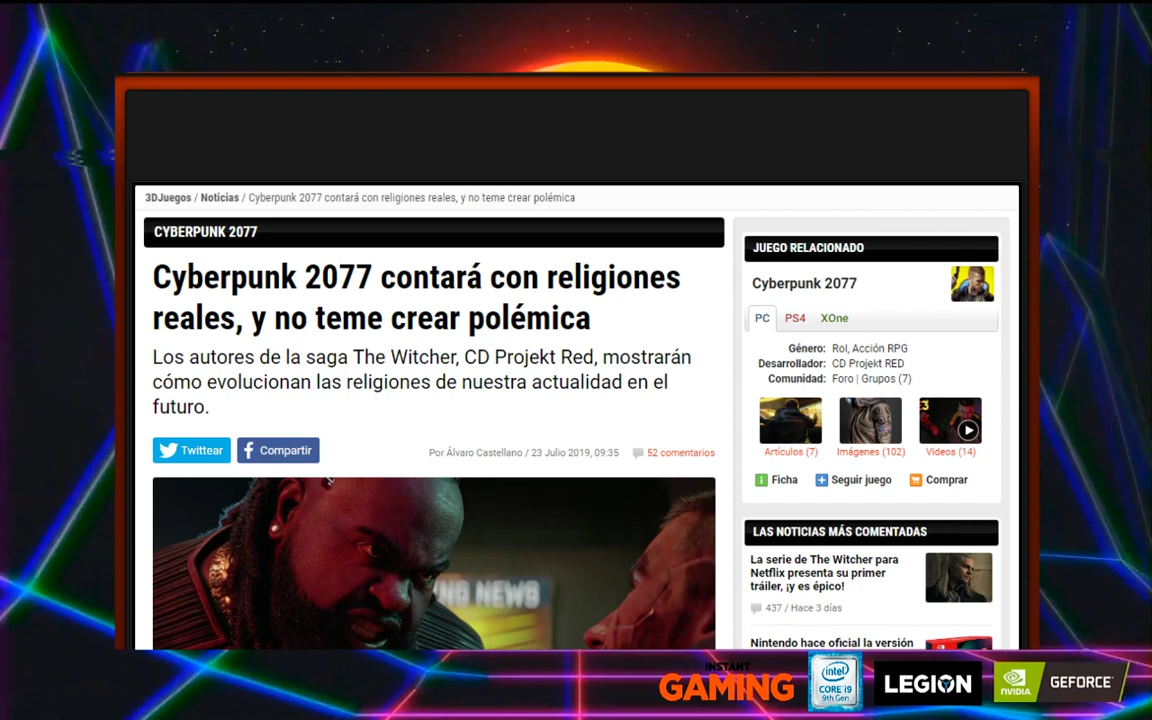 3DJuegos / Noticias / Cyberpunk 2077 contará con religiones reales, y no teme crear polémica
CYBERPUNK 2077
Cyberpunk 2077 contará con religiones
reales, y no teme crear polémica
Los autores de la saga The Witcher, CD Projekt Red, mostrarán
cómo evolucionan las religiones de nuestra actualidad en el
futuro.
Twittear
Compartir
Por Álvaro Castellano / 23 Julio 2019, 09:35
52 comentarios
NG NEWS
JUEGO RELACIONADO
Cyberpunk 2077
PC PS4 XOne
Género: Rol, Acción RPG
Desarrollador: CD Projekt RED
Comunidad: Foro | Grupos (7)
Artículos (7) Imágenes (102) Videos (14)
Ficha Seguir juego Comprar
LAS NOTICIAS MÁS COMENTADAS
La serie de The Witcher para
Netflix presenta su primer
tráiler, ¡y es épico!
437 / Hace 3 días
Nintendo hace oficial la versión
INSTANT
GAMING
intel
CORE i9
9th Gen
LEGION
NVIDIA
GEFORCE